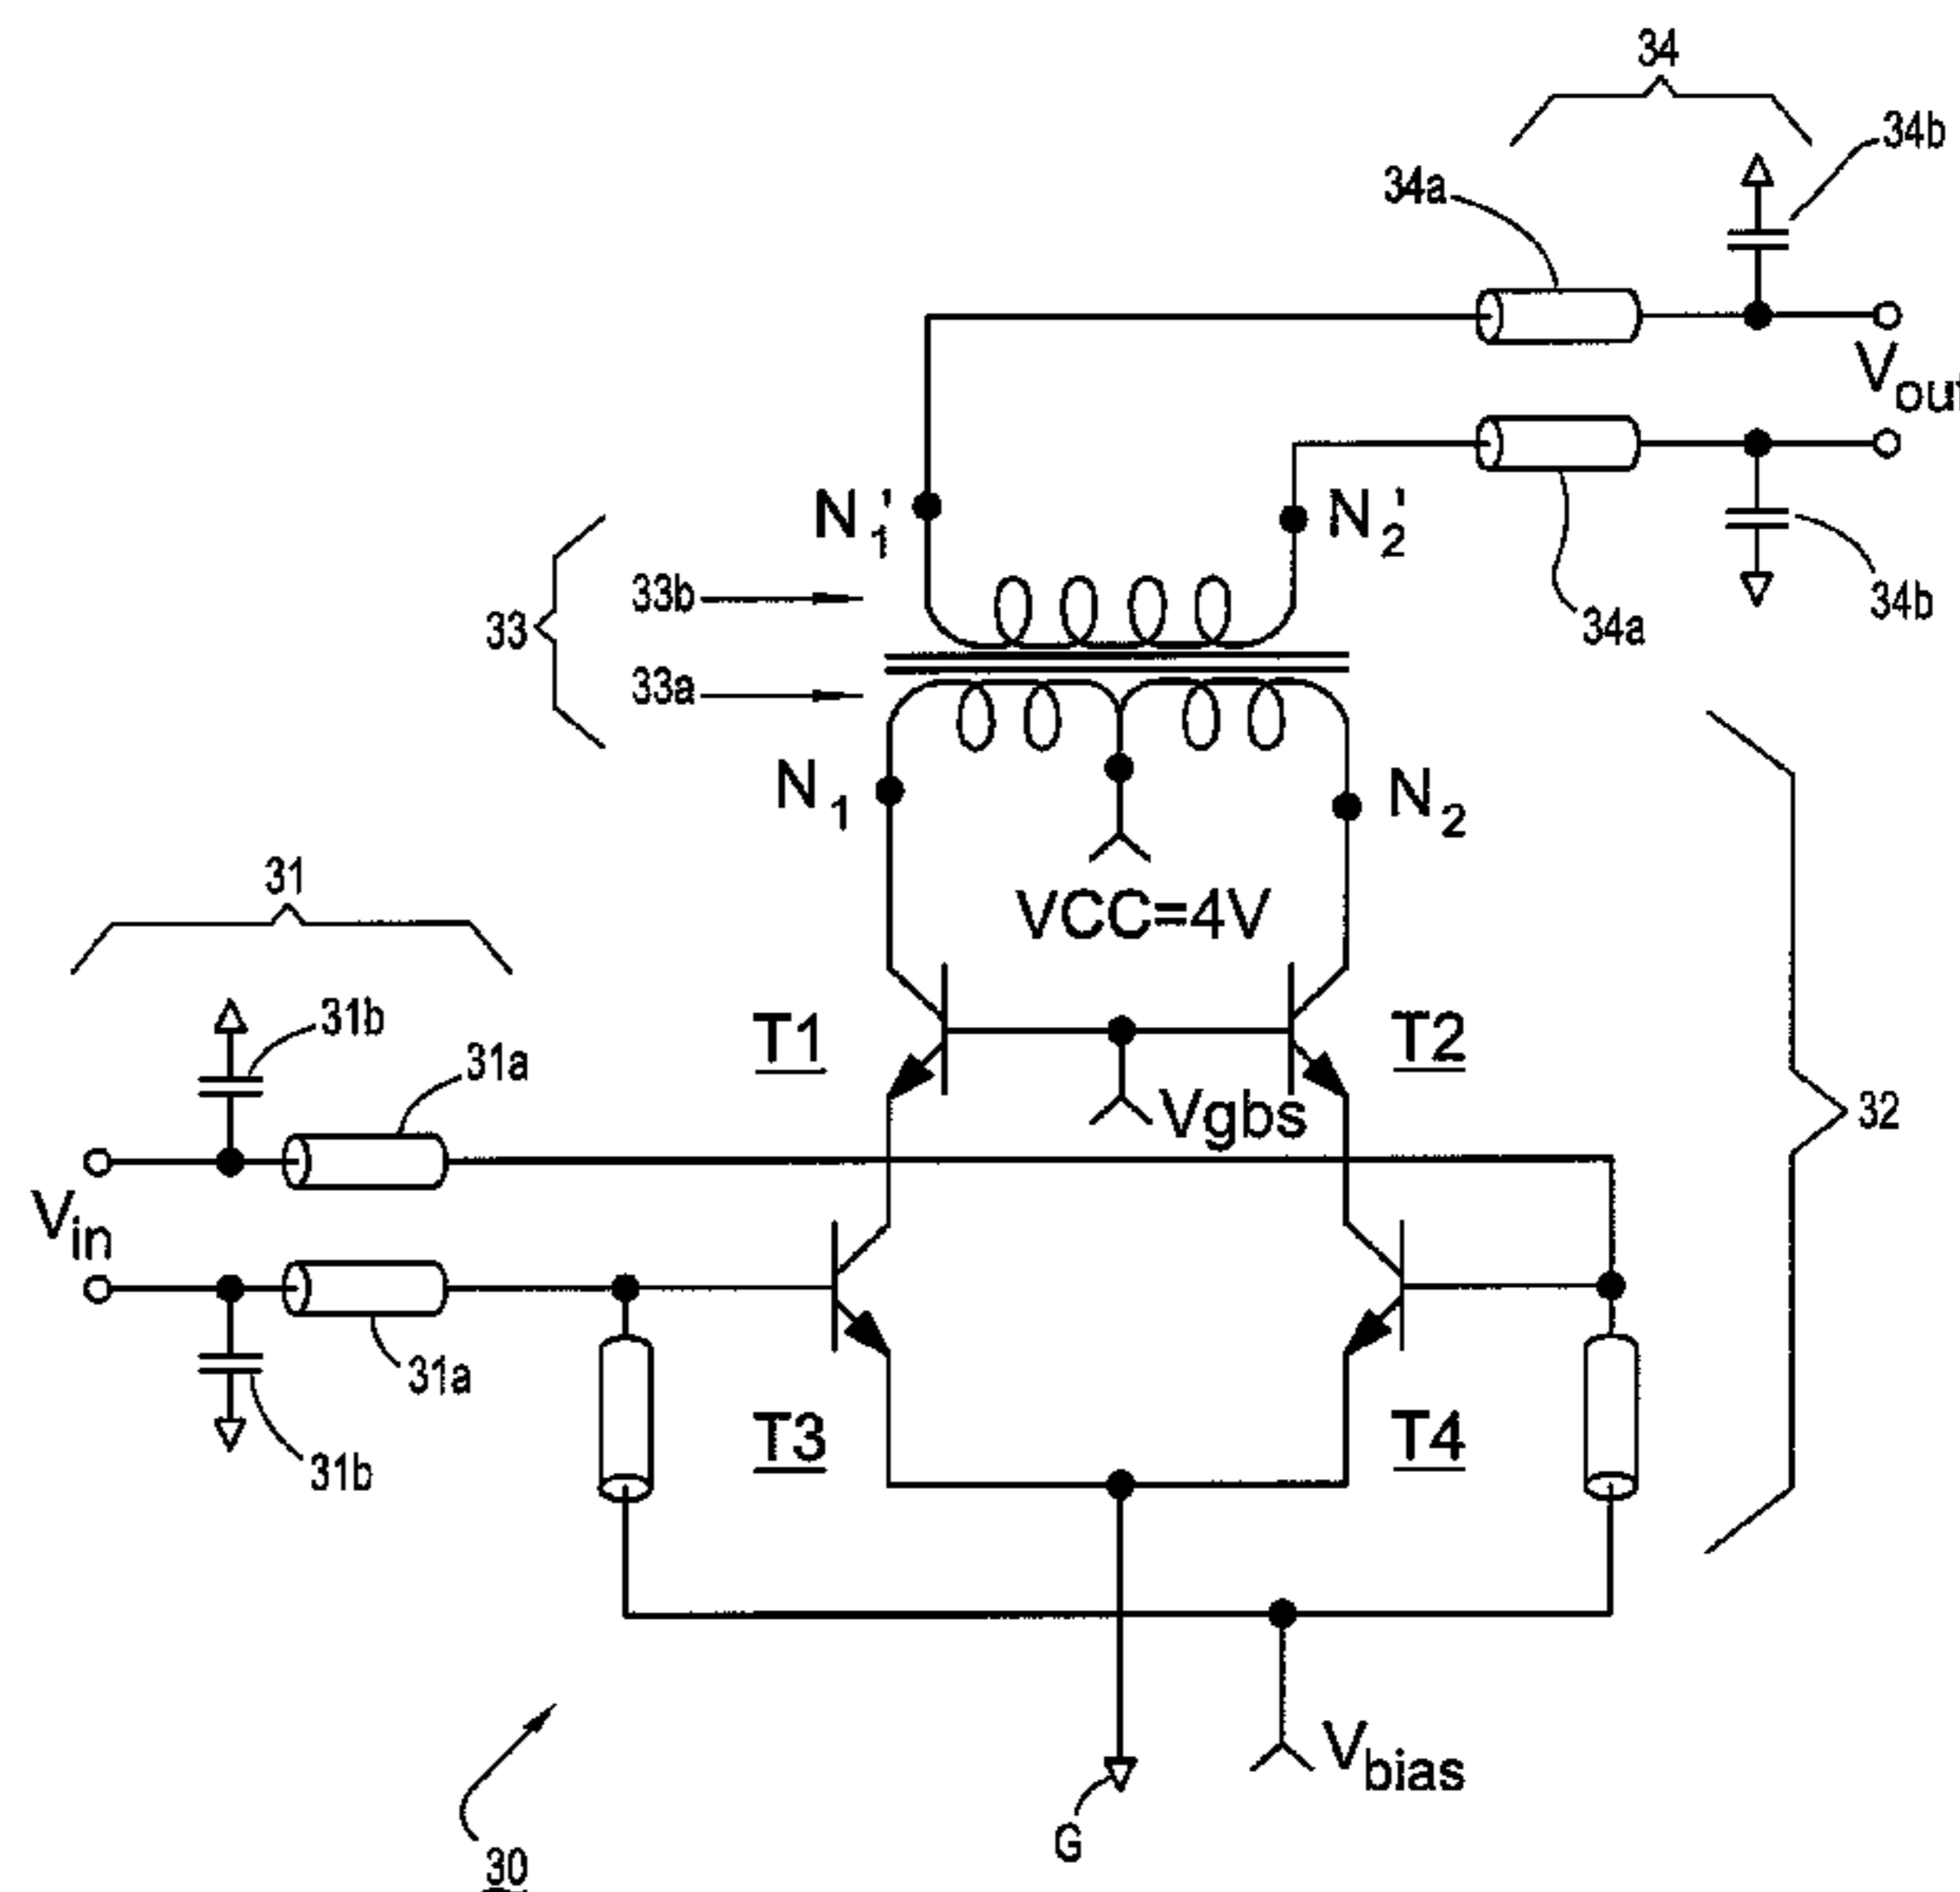 34
34b
34a
V out
N1' N2'
33b
33
34a
34b
33a
N1
N2
VCC=4V
31
31b
31a
T1
T2
Vgbs
32
Vin
31a
31b
T3
T4
Vbias
G
30